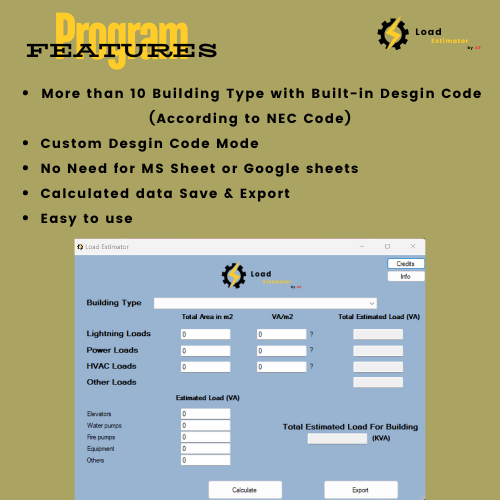 Program
FEATURES
Load
Estimator
by AR
More than 10 Building Type with Built-in Desgin Code
(According to NEC Code)
Custom Desgin Code Mode
No Need for MS Sheet or Google sheets
Calculated data Save & Export
Easy to use
Load Estimator
Credits
Info
Load
Estimator
Building Type
Total Area in m2 VA/m2 Total Estimated Load (VA)
Lightning Loads 0 0 ?
Power Loads 0 0 ?
HVAC Loads 0 0 ?
Other Loads
Estimated Load (VA)
Elevators 0
Water pumps 0
Fire pumps 0
Equipment 0
Others 0
Total Estimated Load For Building
(KVA)
Calculate Export